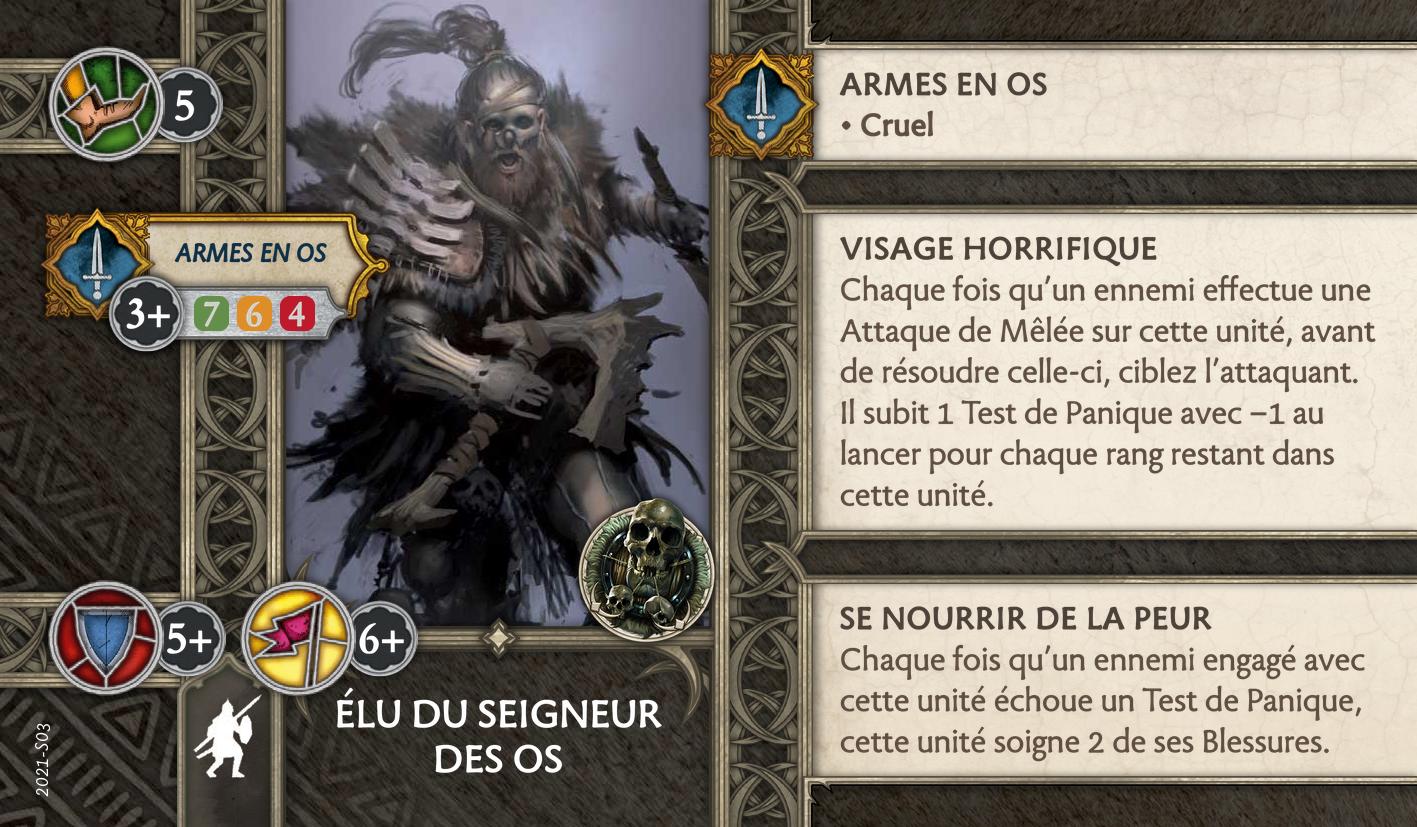 5
ARMES EN OS
3+
7 6 4
5+
6+
ÉLU DU SEIGNEUR
DES OS
2021-S03
ARMES EN OS
• Cruel
VISAGE HORRIFIQUE
Chaque fois qu’un ennemi effectue une
Attaque de Mêlée sur cette unité, avant
de résoudre celle-ci, ciblez l’attaquant.
Il subit 1 Test de Panique avec −1 au
lancer pour chaque rang restant dans
cette unité.
SE NOURRIR DE LA PEUR
Chaque fois qu’un ennemi engagé avec
cette unité échoue un Test de Panique,
cette unité soigne 2 de ses Blessures.